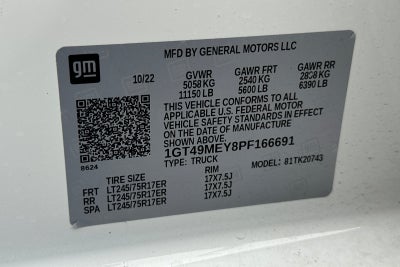 gm
MFD BY GENERAL MOTORS LLC
10/22 GVWR GAWR FRT GAWR RR
5058 KG 2540 KG 2898 KG
11150 LB 5600 LB 6390 LB
THIS VEHICLE CONFORMS TO ALL
APPLICABLE U.S. FEDERAL MOTOR
VEHICLE SAFETY STANDARDS IN EFFECT
ON THE DATE OF MANUFACTURE
SHOWN ABOVE.
1GT49MEY8PF166691
8624 TYPE: TRUCK MODEL: 81TK20743
TIRE SIZE RIM
FRT LT245/75R17ER 17X7.5J
RR LT245/75R17ER 17X7.5J
SPA LT245/75R17ER 17X7.5J